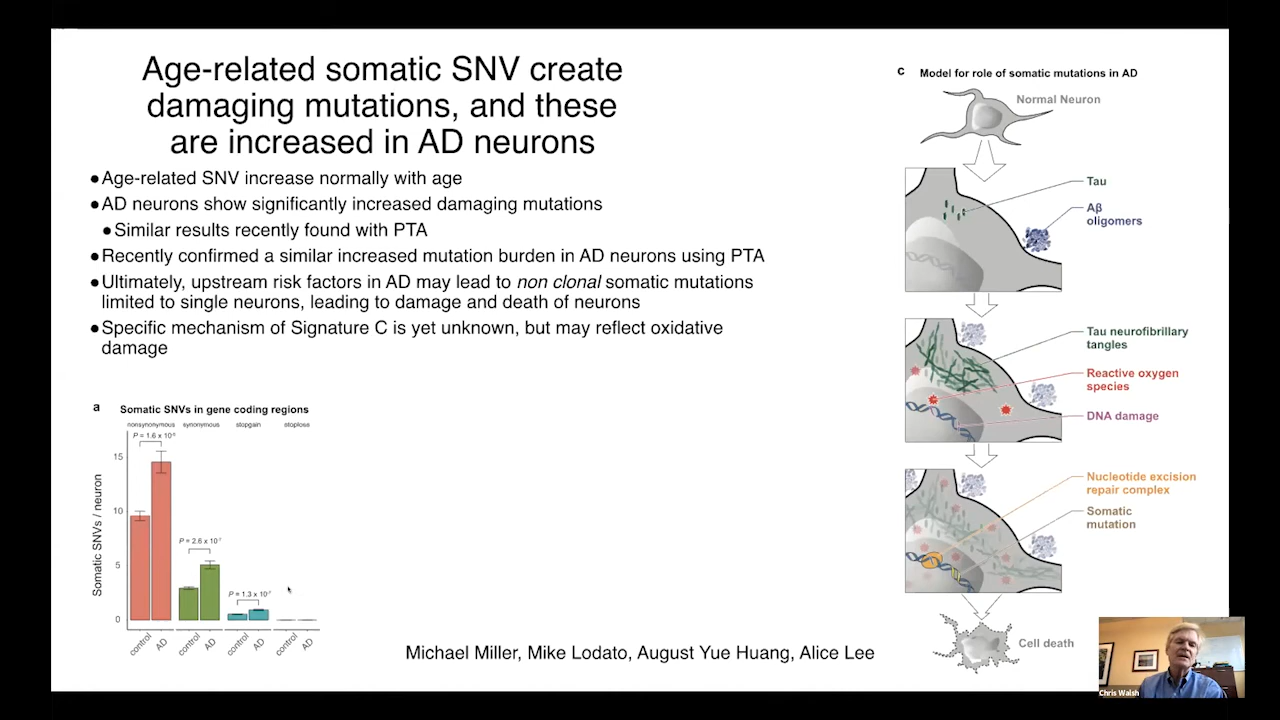 Age-related somatic SNV create
damaging mutations, and these
are increased in AD neurons
●Age-related SNV increase normally with age
●AD neurons show significantly increased damaging mutations
●Similar results recently found with PTA
●Recently confirmed a similar increased mutation burden in AD neurons using PTA
●Ultimately, upstream risk factors in AD may lead to non clonal somatic mutations
limited to single neurons, leading to damage and death of neurons
●Specific mechanism of Signature C is yet unknown, but may reflect oxidative
damage
a Somatic SNVs in gene coding regions
nonsynonymous synonymous stopgain stoploss
P = 2.6 x 10⁻⁷
P = 1.3 x 10⁻⁷
Somatic SNVs / neuron
15
10
5
0
control AD control AD control AD control AD
Michael Miller, Mike Lodato, August Yue Huang, Alice Lee
c Model for role of somatic mutations in AD
Normal Neuron
Tau
Aβ
oligomers
Tau neurofibrillary
tangles
Reactive oxygen
species
DNA damage
Nucleotide excision
repair complex
Somatic
mutation
Cell death
Chris Walsh